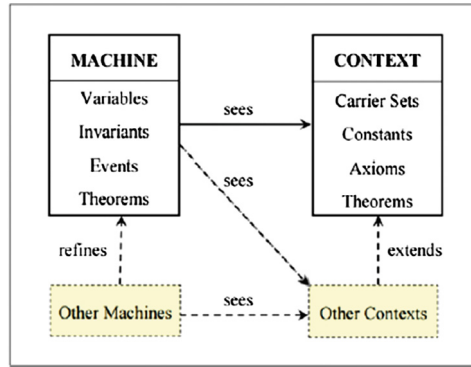 MACHINE
Variables
Invariants
Events
Theorems
sees
CONTEXT
Carrier Sets
Constants
Axioms
Theorems
sees
refines
extends
Other Machines
sees
Other Contexts